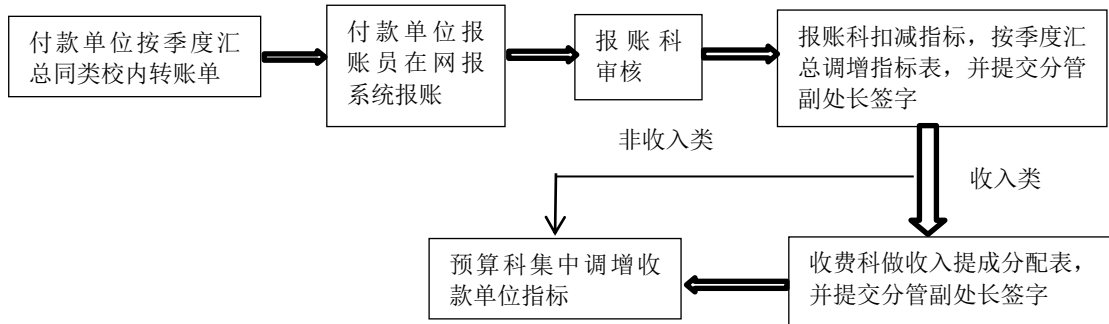 付款单位按季度汇
总同类校内转账单
付款单位报
账员在网报
系统报账
报账科
审核
报账科扣减指标，按季度汇
总调增指标表，并提交分管
副处长签字
非收入类
收入类
预算科集中调增收
款单位指标
收费科做收入提成分配表，
并提交分管副处长签字